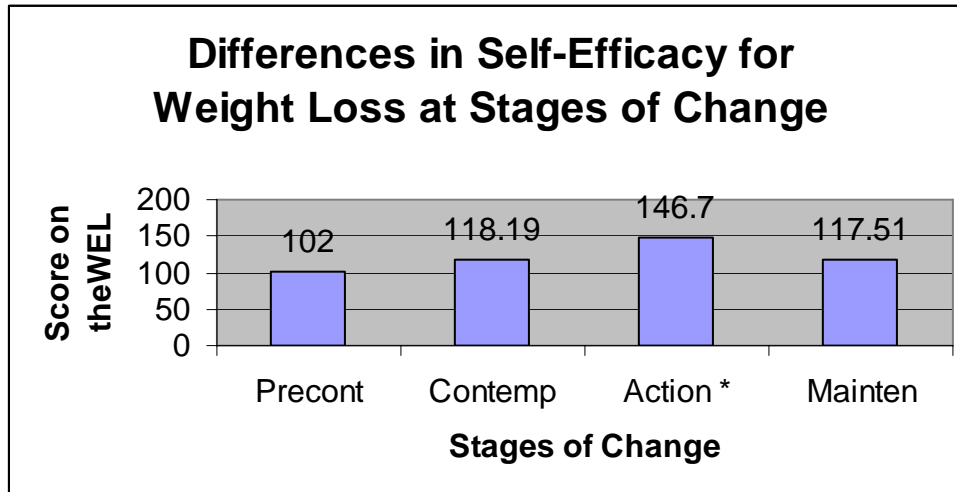 Differences in Self-Efficacy for
Weight Loss at Stages of Change
Score on
theWEL
200
150
100
50
0
102
118.19
146.7
117.51
Precont
Contemp
Action *
Mainten
Stages of Change